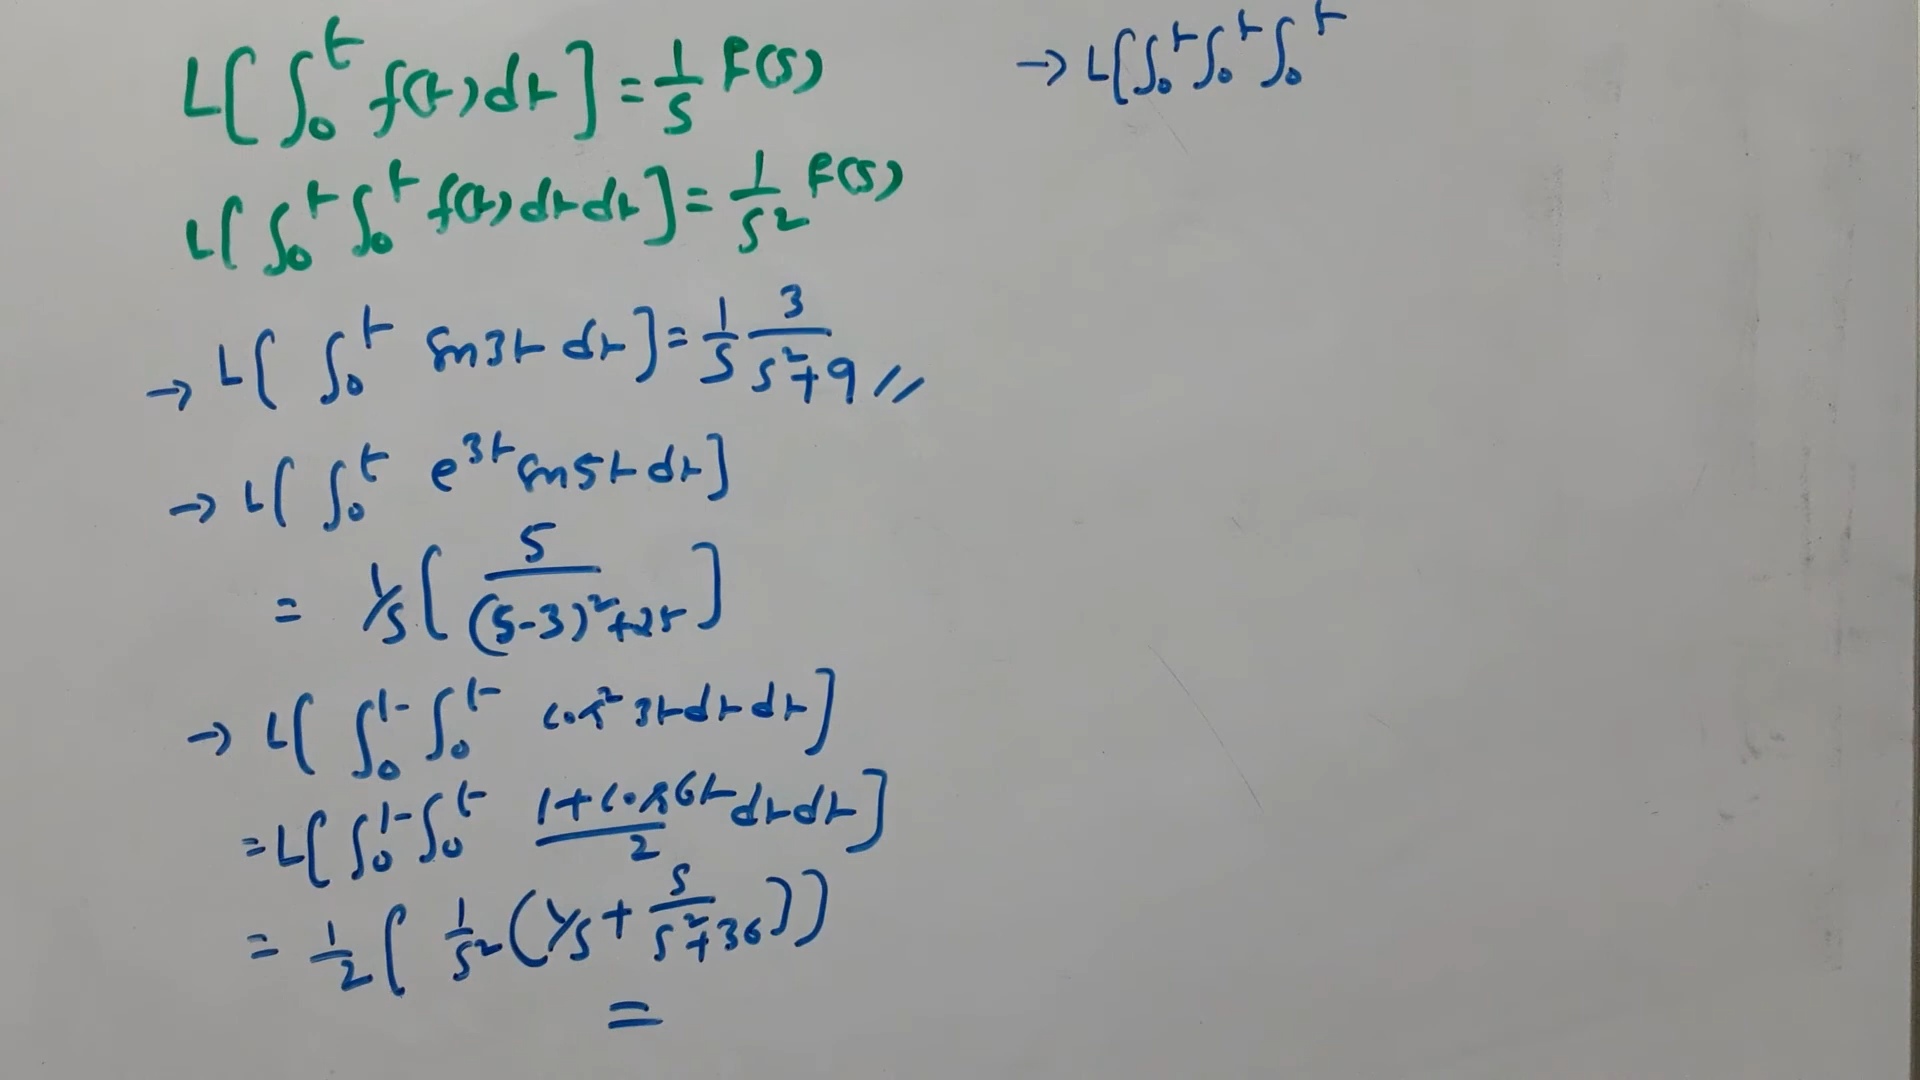 L[∫₀ᵗ f(t)dt] = 1/s F(s)
L[∫₀ᵗ∫₀ᵗ f(t)dtdt] = 1/s² F(s)
→ L[∫₀ᵗ sin3t dt] = 1/s 3/(s²+9) //
→ L[∫₀ᵗ e³ᵗ sin5t dt]
= 1/s [5/((s-3)²+25)]
→ L[∫₀ᵗ∫₀ᵗ cos²3t dt dt]
= L[∫₀ᵗ∫₀ᵗ (1+cos6t)/2 dt dt]
= 1/2 [1/s² (1/s + s/(s²+36))]
=
→ L[∫₀ᵗ∫₀ᵗ∫₀ᵗ